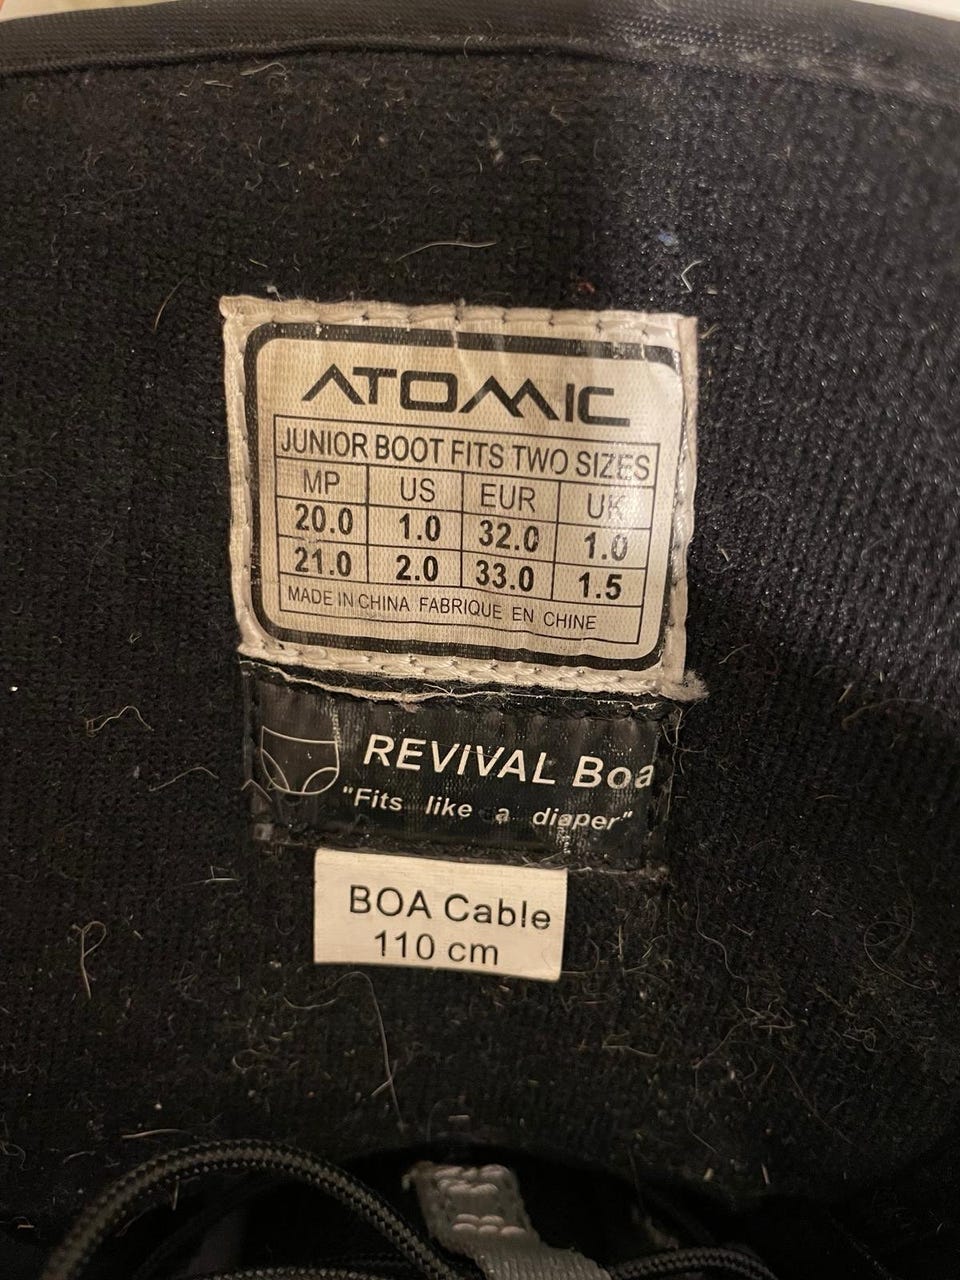 ATOMIC
JUNIOR BOOT FITS TWO SIZES
MP US EUR UK
20.0 1.0 32.0 1.0
21.0 2.0 33.0 1.5
MADE IN CHINA FABRIQUE EN CHINE
REVIVAL Boa
"Fits like a diaper"
BOA Cable
110 cm